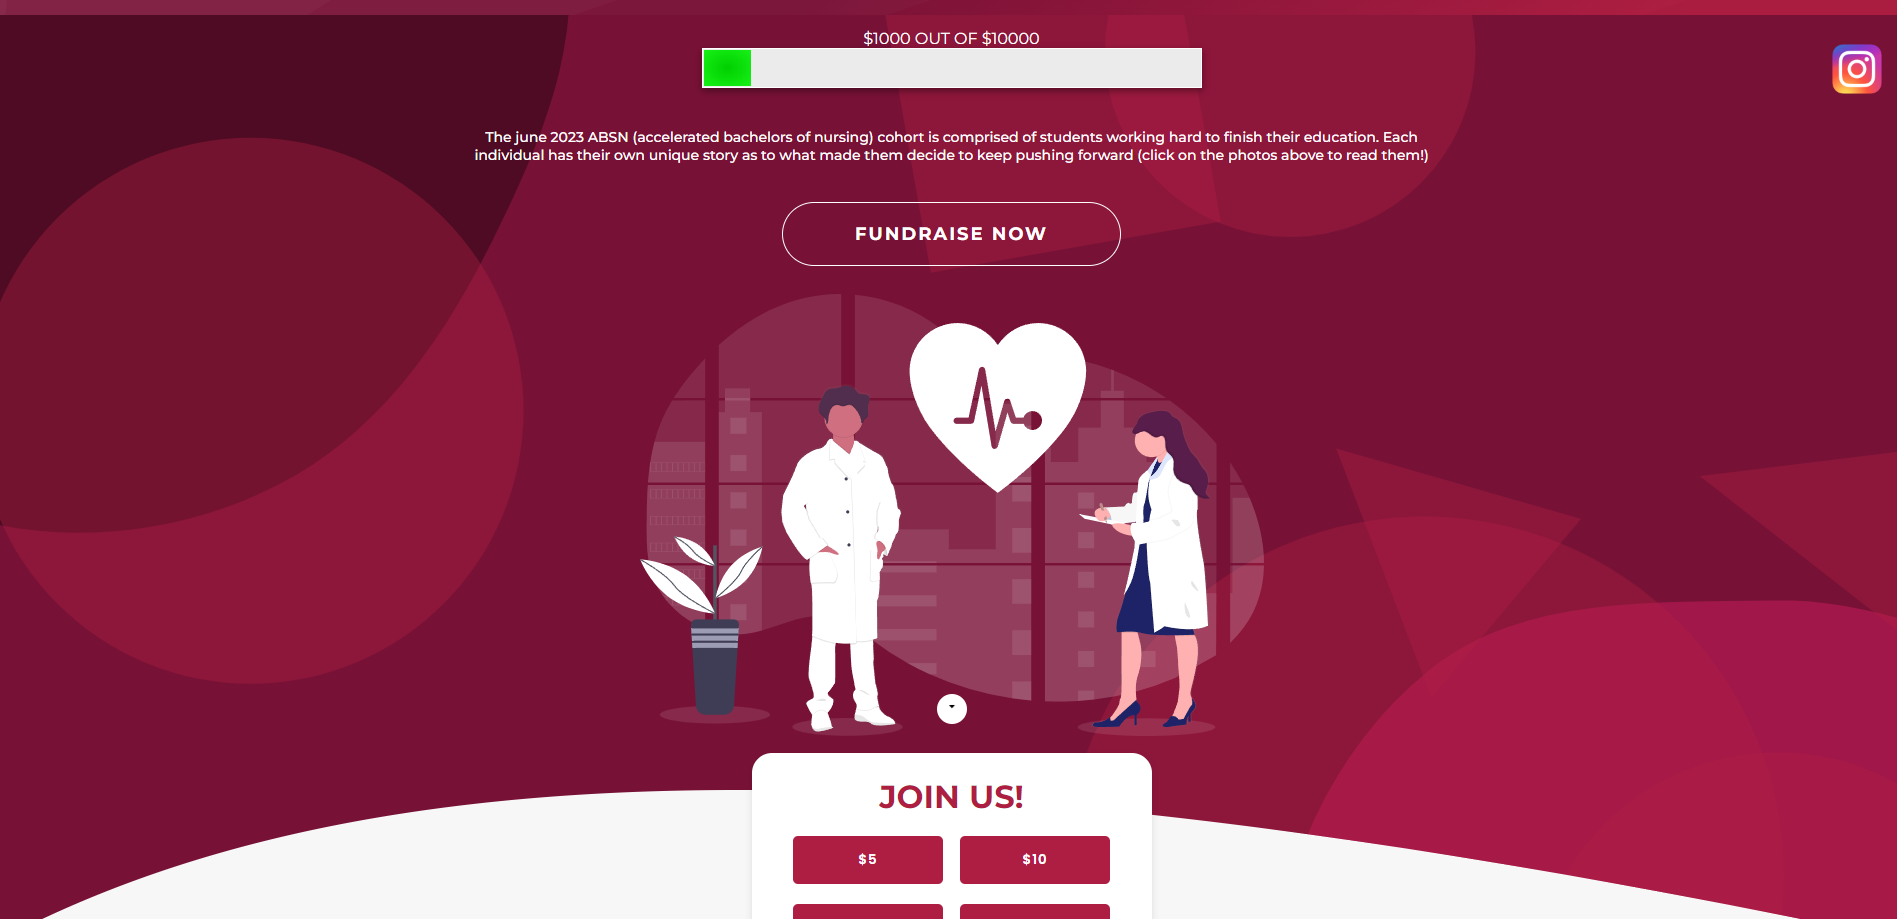 $1000 OUT OF $10000
The june 2023 ABSN (accelerated bachelors of nursing) cohort is comprised of students working hard to finish their education. Each
individual has their own unique story as to what made them decide to keep pushing forward (click on the photos above to read them!)
FUNDRAISE NOW
JOIN US!
$5 $10